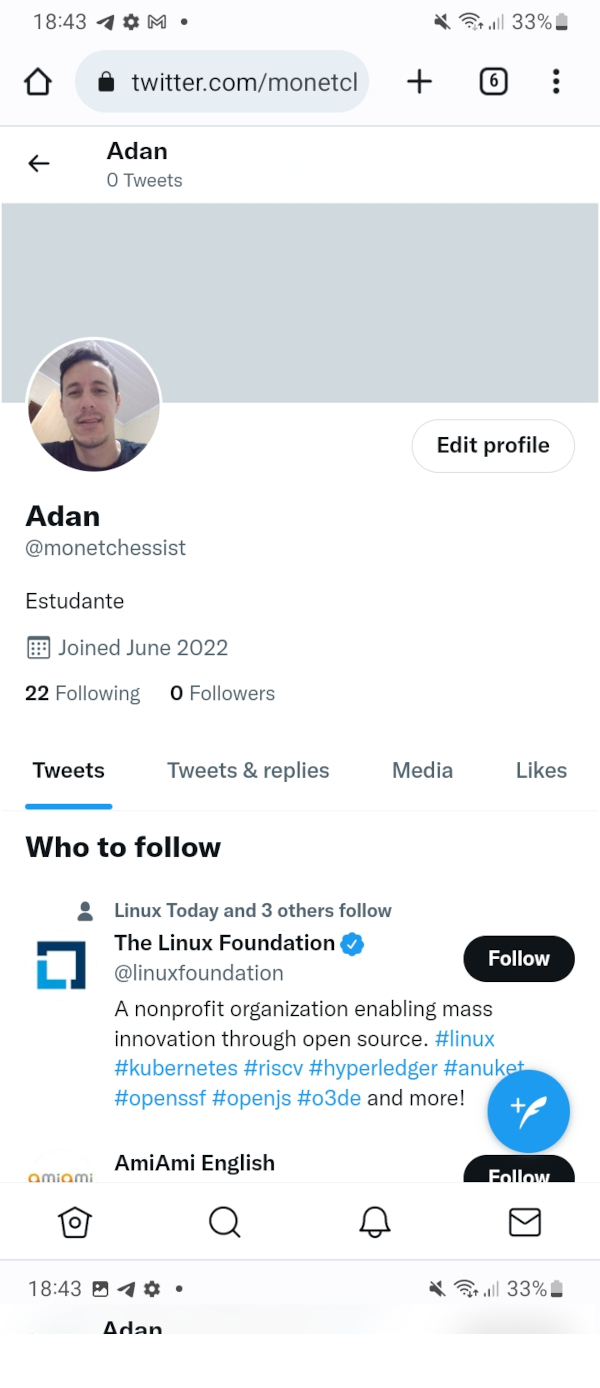 18:43 33%
twitter.com/monetcl 6
Adan
0 Tweets
Edit profile
Adan
@monetchessist
Estudante
Joined June 2022
22 Following 0 Followers
Tweets Tweets & replies Media Likes
Who to follow
Linux Today and 3 others follow
The Linux Foundation
@linuxfoundation
Follow
A nonprofit organization enabling mass
innovation through open source. #linux
#kubernetes #riscv #hyperledger #anuket
#openssf #openjs #o3de and more!
AmiAmi English
amiami
Follow
18:43 33%
Adan